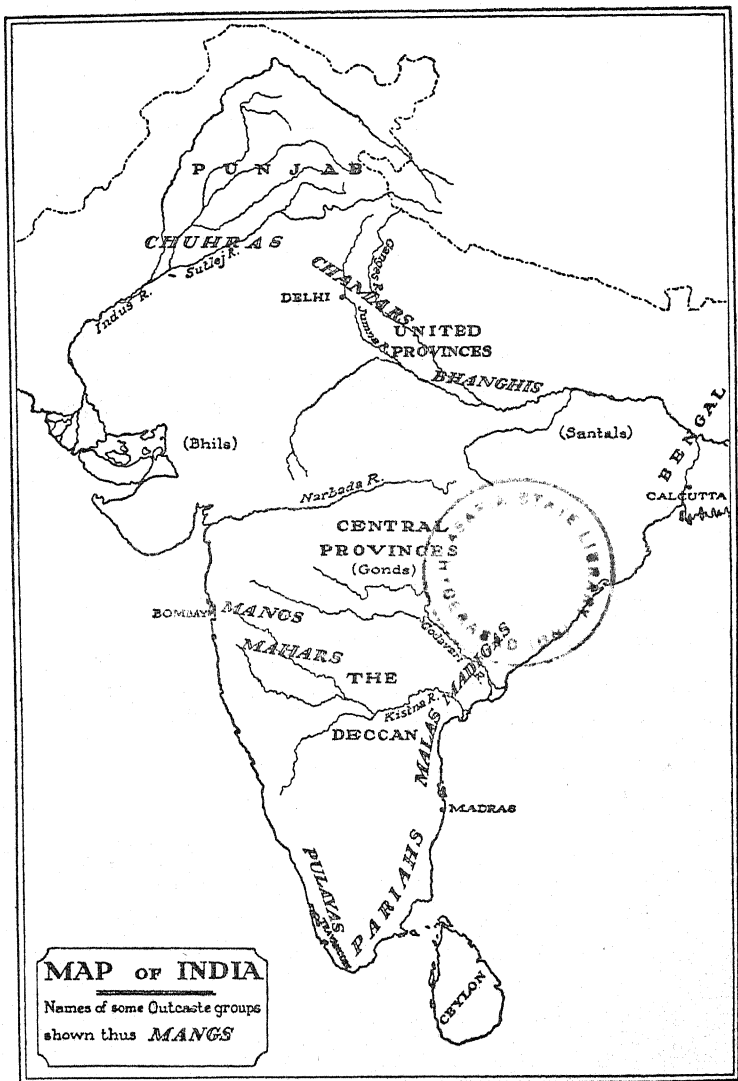 PUNJAB
CHUHRAS
Sutlej R.
Indus R.
Ganges R.
CHAMARS
DELHI
Jumna R.
UNITED
PROVINCES
BHANGHIS
(Bhils)
(Santals)
BENGAL
CALCUTTA
Narbada R.
CENTRAL
PROVINCES
(Gonds)
STATE LIBRARY
BOMBAY
MANGS
MAHARS
Godavari
R.
MADIGAS
THE
DECCAN
Kistna R.
MALAS
MADRAS
PULAYAS
PARIAHS
CEYLON
MAP OF INDIA
Names of some Outcaste groups
shown thus MANGS